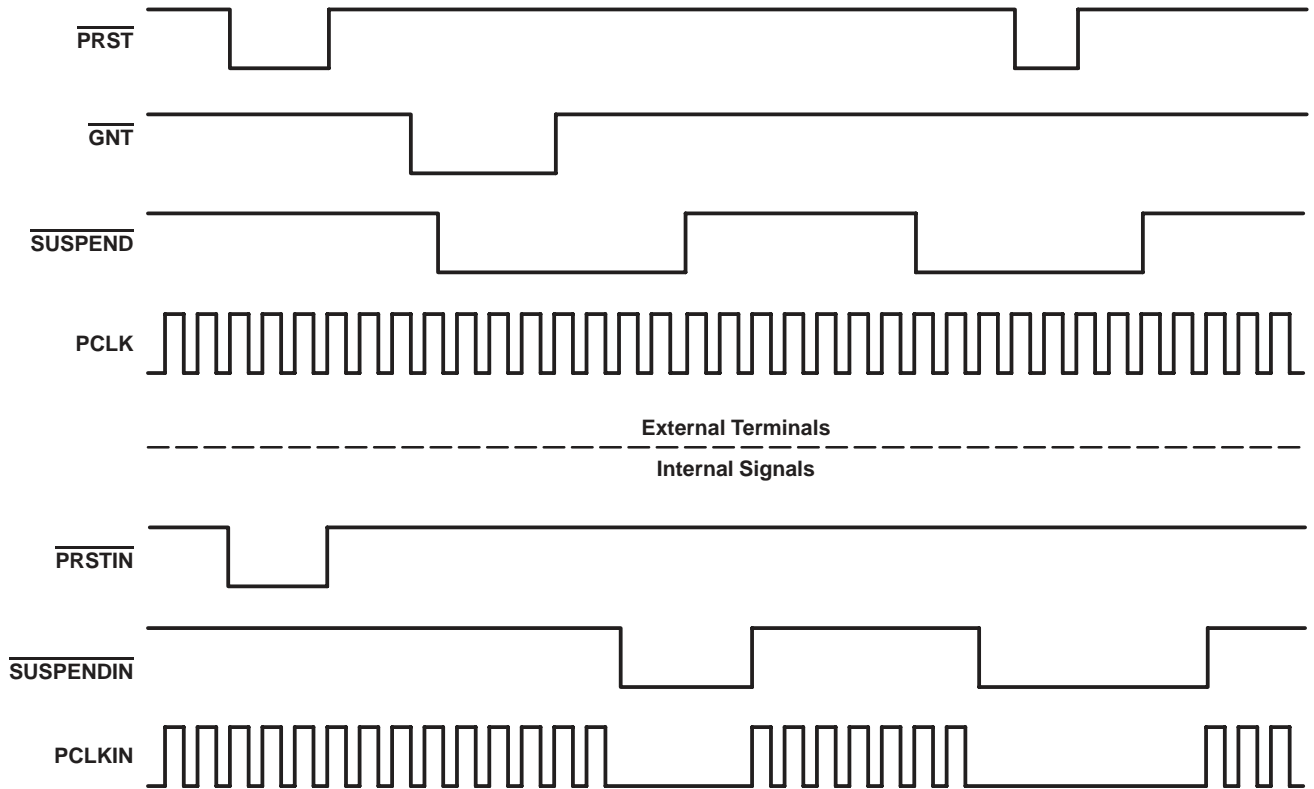 PRST
GNT
SUSPEND
PCLK
External Terminals
Internal Signals
PRSTIN
SUSPENDIN
PCLKIN